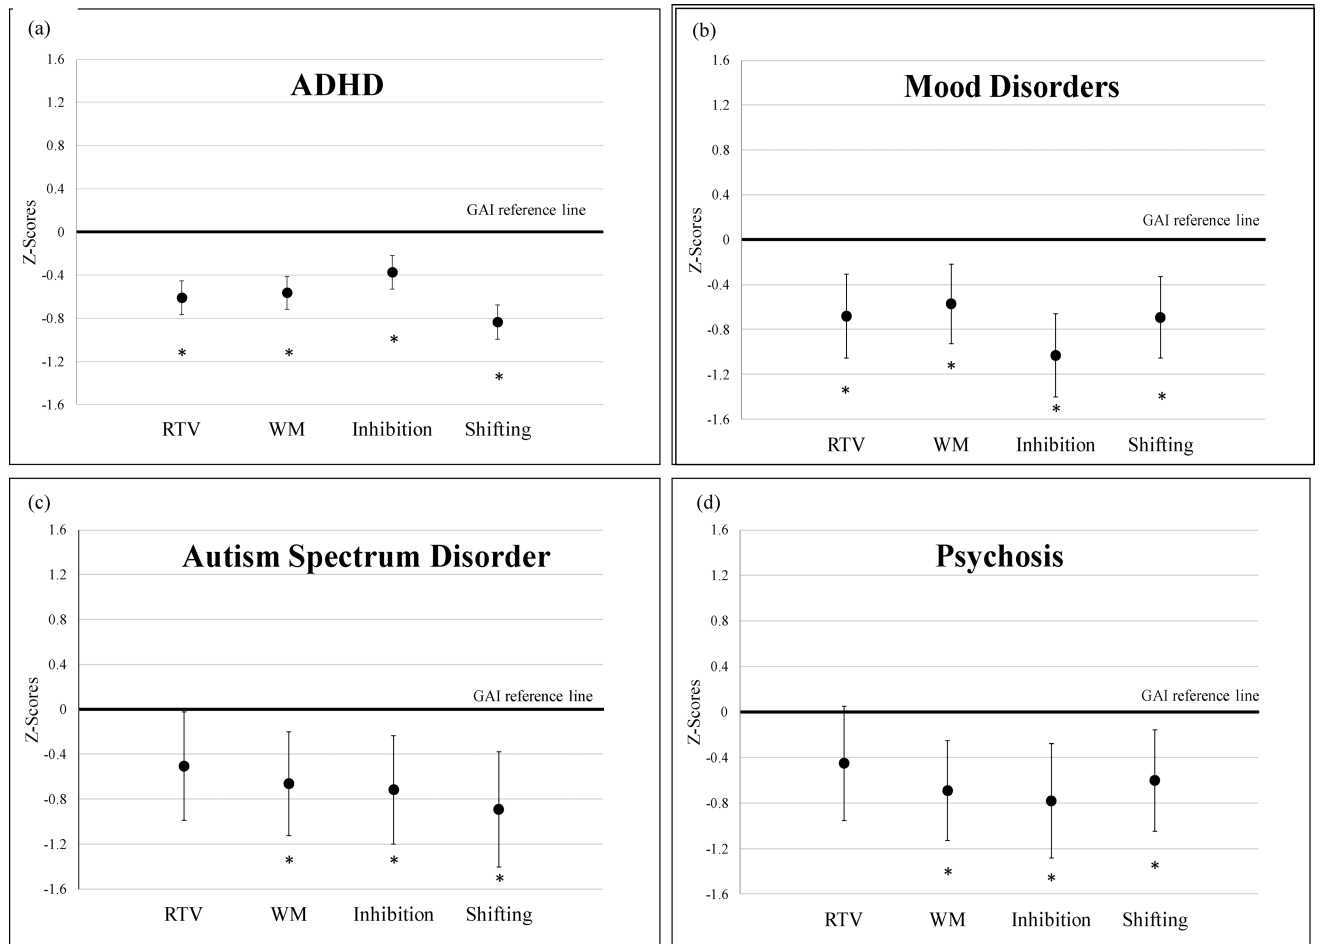 (a)
ADHD
1.6
1.2
0.8
0.4
0
-0.4
-0.8
-1.2
-1.6
Z-Scores
GAI reference line
*
*
*
*
RTV WM Inhibition Shifting
(b)
Mood Disorders
1.6
1.2
0.8
0.4
0
-0.4
-0.8
-1.2
-1.6
Z-Scores
GAI reference line
*
*
*
*
RTV WM Inhibition Shifting
(c)
Autism Spectrum Disorder
1.6
1.2
0.8
0.4
0
-0.4
-0.8
-1.2
-1.6
Z-Scores
GAI reference line
*
*
*
RTV WM Inhibition Shifting
(d)
Psychosis
1.6
1.2
0.8
0.4
0
-0.4
-0.8
-1.2
-1.6
Z-Scores
GAI reference line
*
*
*
RTV WM Inhibition Shifting